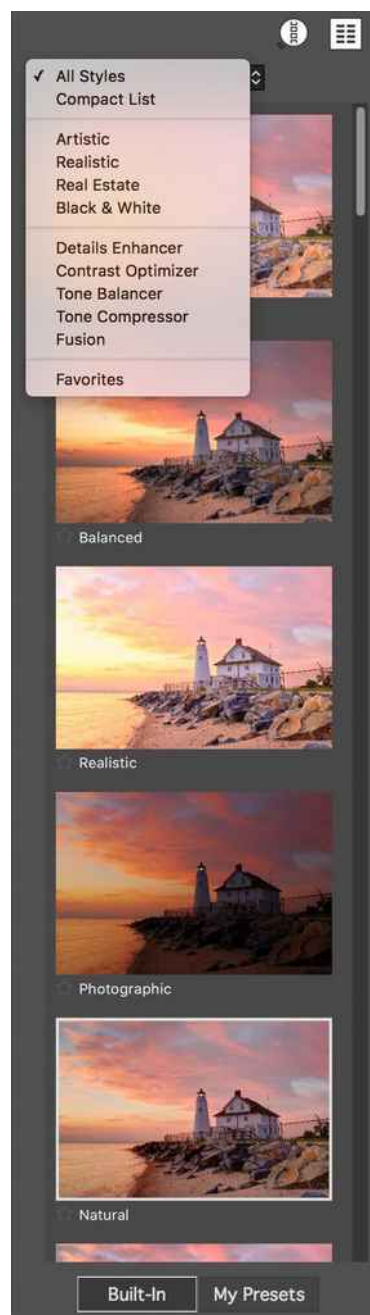 ✓ All Styles
Compact List
Artistic
Realistic
Real Estate
Black & White
Details Enhancer
Contrast Optimizer
Tone Balancer
Tone Compressor
Fusion
Favorites
Balanced
Realistic
Photographic
Natural
Built-In My Presets